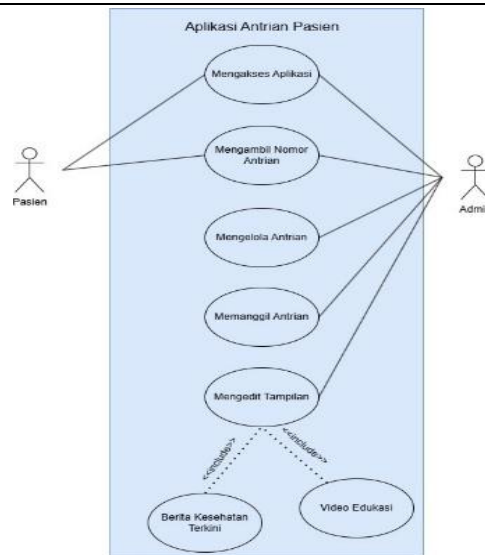 Aplikasi Antrian Pasien
Mengakses Aplikasi
Mengambil Nomor
Antrian
Pasien
Admi
Mengelola Antrian
Memanggil Antrian
Mengedit Tampilan
<<include>>
<<include>>
Berita Kesehatan
Terkini
Video Edukasi